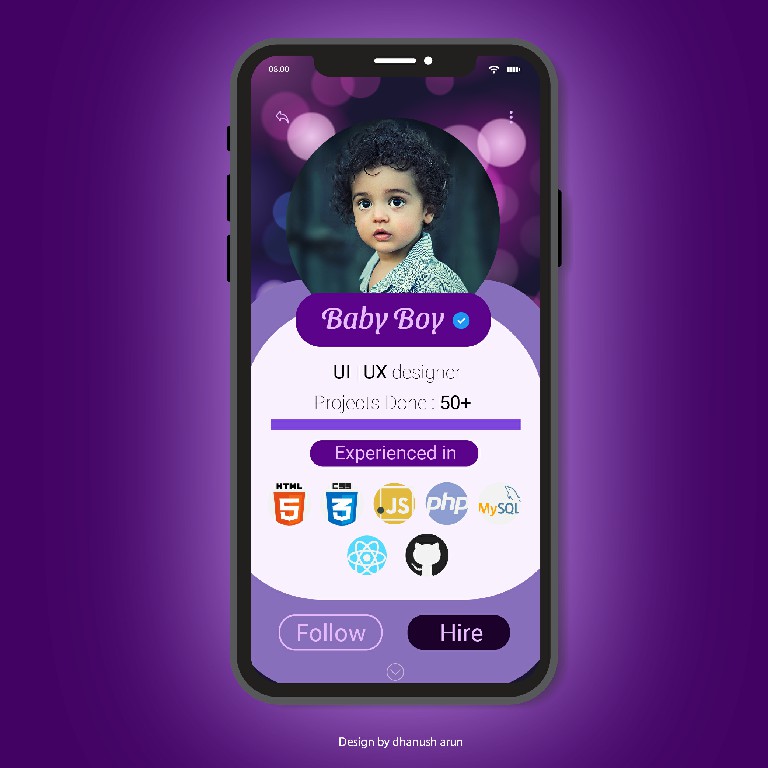 08:00
Baby Boy
UI | UX designer
Projects Done : 50+
Experienced in
HTML
5
CSS
3
.JS
php
MySQL
Follow
Hire
Design by dhanush arun